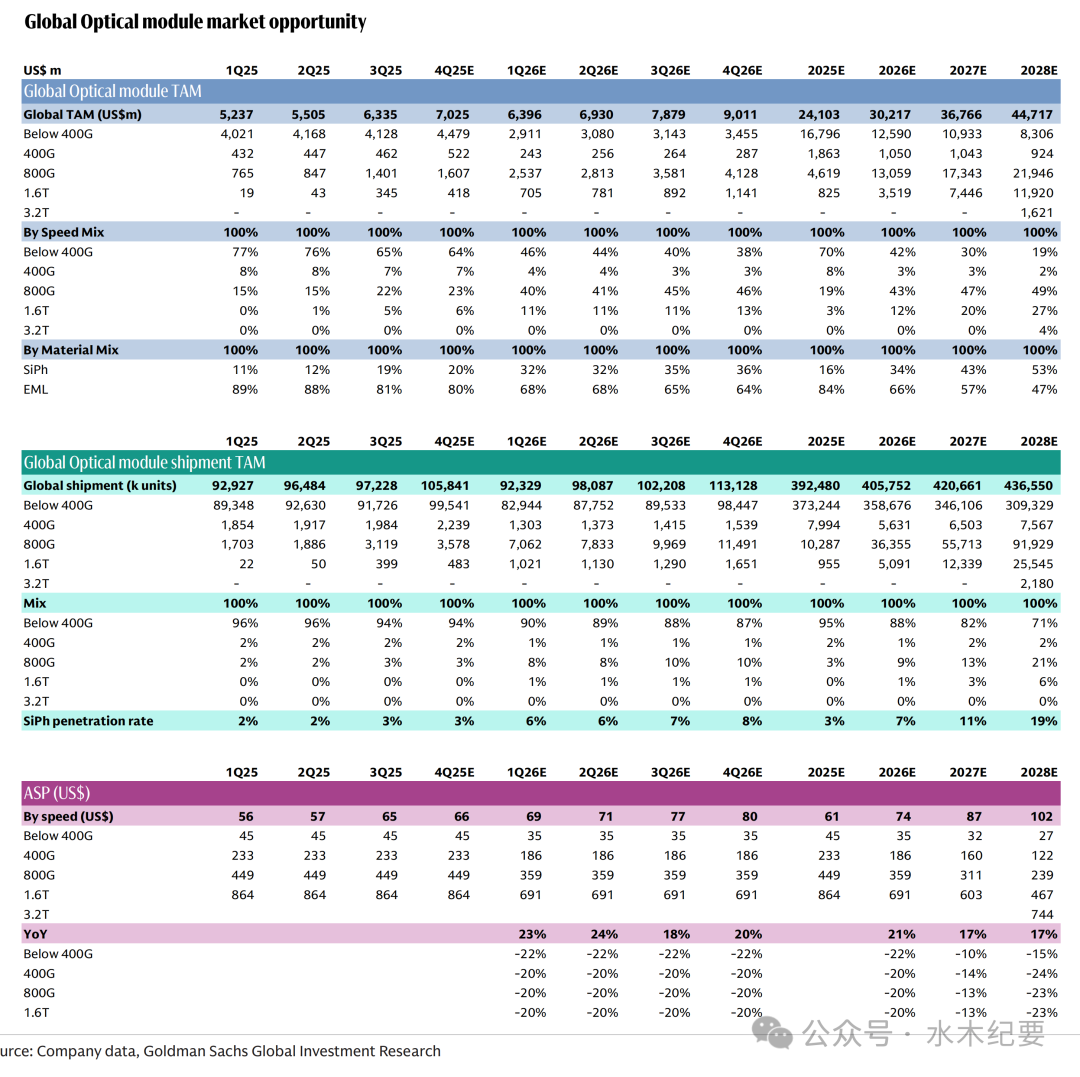 Global Optical module market opportunity
US$ m 1Q25 2Q25 3Q25 4Q25E 1Q26E 2Q26E 3Q26E 4Q26E 2025E 2026E 2027E 2028E
Global Optical module TAM
Global TAM (US$m) 5,237 5,505 6,335 7,025 6,396 6,930 7,879 9,011 24,103 30,217 36,766 44,717
Below 400G 4,021 4,168 4,128 4,479 2,911 3,080 3,143 3,455 16,796 12,590 10,933 8,306
400G 432 447 462 522 243 256 264 287 1,863 1,050 1,043 924
800G 765 847 1,401 1,607 2,537 2,813 3,581 4,128 4,619 13,059 17,343 21,946
1.6T 19 43 345 418 705 781 892 1,141 825 3,519 7,446 11,920
3.2T – – – – – – – – – – – 1,621
By Speed Mix 100% 100% 100% 100% 100% 100% 100% 100% 100% 100% 100% 100%
Below 400G 77% 76% 65% 64% 46% 44% 40% 38% 70% 42% 30% 19%
400G 8% 8% 7% 7% 4% 4% 3% 3% 8% 3% 3% 2%
800G 15% 15% 22% 23% 40% 41% 45% 46% 19% 43% 47% 49%
1.6T 0% 1% 5% 6% 11% 11% 11% 13% 3% 12% 20% 27%
3.2T 0% 0% 0% 0% 0% 0% 0% 0% 0% 0% 0% 4%
By Material Mix 100% 100% 100% 100% 100% 100% 100% 100% 100% 100% 100% 100%
SiPh 11% 12% 19% 20% 32% 32% 35% 36% 16% 34% 43% 53%
EML 89% 88% 81% 80% 68% 68% 65% 64% 84% 66% 57% 47%
1Q25 2Q25 3Q25 4Q25E 1Q26E 2Q26E 3Q26E 4Q26E 2025E 2026E 2027E 2028E
Global Optical module shipment TAM
Global shipment (k units) 92,927 96,484 97,228 105,841 92,329 98,087 102,208 113,128 392,480 405,752 420,661 436,550
Below 400G 89,348 92,630 91,726 99,541 82,944 87,752 89,533 98,447 373,244 358,676 346,106 309,329
400G 1,854 1,917 1,984 2,239 1,303 1,373 1,415 1,539 7,994 5,631 6,503 7,567
800G 1,703 1,886 3,119 3,578 7,062 7,833 9,969 11,491 10,287 36,355 55,713 91,929
1.6T 22 50 399 483 1,021 1,130 1,290 1,651 955 5,091 12,339 25,545
3.2T – – – – – – – – – – – 2,180
Mix 100% 100% 100% 100% 100% 100% 100% 100% 100% 100% 100% 100%
Below 400G 96% 96% 94% 94% 90% 89% 88% 87% 95% 88% 82% 71%
400G 2% 2% 2% 2% 1% 1% 1% 1% 2% 1% 2% 2%
800G 2% 2% 3% 3% 8% 8% 10% 10% 3% 9% 13% 21%
1.6T 0% 0% 0% 0% 1% 1% 1% 1% 0% 1% 3% 6%
3.2T 0% 0% 0% 0% 0% 0% 0% 0% 0% 0% 0% 0%
SiPh penetration rate 2% 2% 3% 3% 6% 6% 7% 8% 3% 7% 11% 19%
1Q25 2Q25 3Q25 4Q25E 1Q26E 2Q26E 3Q26E 4Q26E 2025E 2026E 2027E 2028E
ASP (US$)
By speed (US$) 56 57 65 66 69 71 77 80 61 74 87 102
Below 400G 45 45 45 45 35 35 35 35 45 35 32 27
400G 233 233 233 233 186 186 186 186 233 186 160 122
800G 449 449 449 449 359 359 359 359 449 359 311 239
1.6T 864 864 864 864 691 691 691 691 864 691 603 467
3.2T 744
YoY 23% 24% 18% 20% 21% 17% 17%
Below 400G -22% -22% -22% -22% -22% -10% -15%
400G -20% -20% -20% -20% -20% -14% -24%
800G -20% -20% -20% -20% -20% -13% -23%
1.6T -20% -20% -20% -20% -20% -13% -23%
公众号 · 水木纪要
urce: Company data, Goldman Sachs Global Investment Research